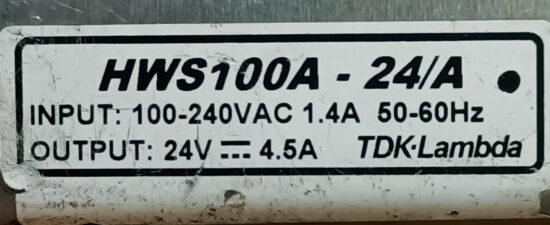 HWS100A - 24/A
INPUT: 100-240VAC 1.4A 50-60Hz
OUTPUT: 24V ⎓ 4.5A TDK·Lambda